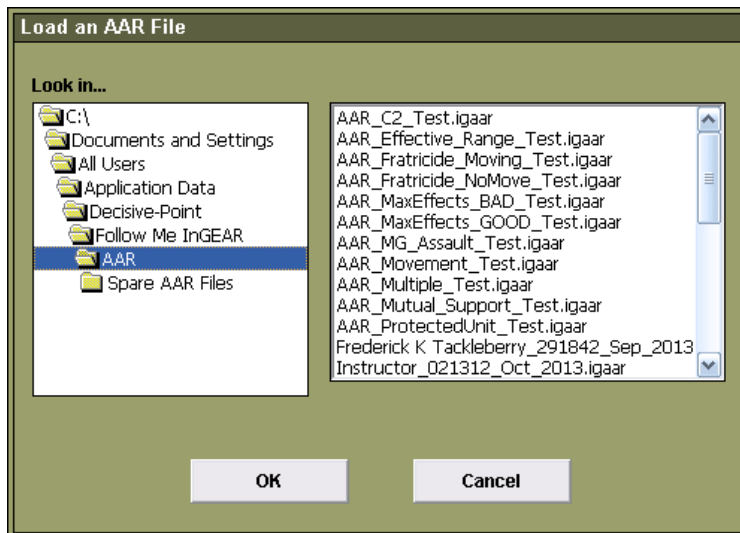 Load an AAR File
Look in...
C:\
Documents and Settings
All Users
Application Data
Decisive-Point
Follow Me InGEAR
AAR
Spare AAR Files
AAR_C2_Test.igaar
AAR_Effective_Range_Test.igaar
AAR_Fratricide_Moving_Test.igaar
AAR_Fratricide_NoMove_Test.igaar
AAR_MaxEffects_BAD_Test.igaar
AAR_MaxEffects_GOOD_Test.igaar
AAR_MG_Assault_Test.igaar
AAR_Movement_Test.igaar
AAR_Multiple_Test.igaar
AAR_Mutual_Support_Test.igaar
AAR_ProtectedUnit_Test.igaar
Frederick K Tackleberry_291842_Sep_2013
Instructor_021312_Oct_2013.igaar
OK Cancel